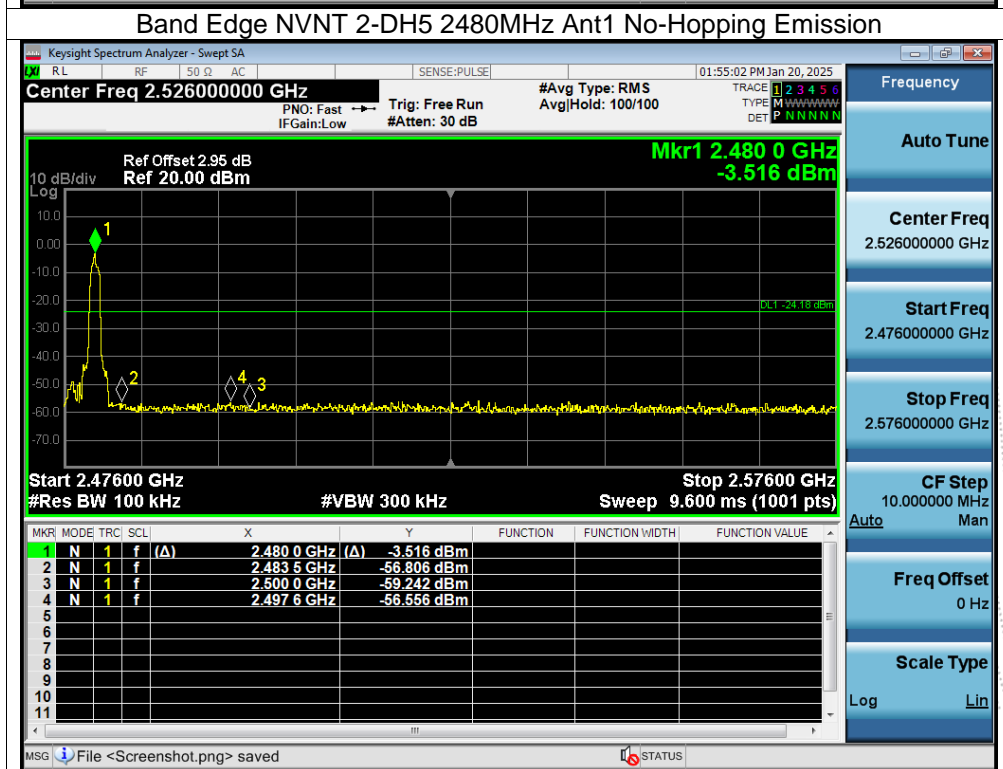 Band Edge NVNT 2-DH5 2480MHz Ant1 No-Hopping Emission
Keysight Spectrum Analyzer - Swept SA
LXI RL RF 50 Ω AC SENSE:PULSE 01:55:02 PM Jan 20, 2025
Center Freq 2.526000000 GHz
PNO: Fast
IFGain:Low
Trig: Free Run
#Atten: 30 dB
#Avg Type: RMS
Avg|Hold: 100/100
TRACE 1 2 3 4 5 6
TYPE M WWWWW
DET P N N N N N
Ref Offset 2.95 dB
10 dB/div Ref 20.00 dBm
Log
Mkr1 2.480 0 GHz
-3.516 dBm
10.0
0.00
-10.0
-20.0
-30.0
-40.0
-50.0
-60.0
-70.0
1
2
4
3
DL1 -24.18 dBm
Start 2.47600 GHz Stop 2.57600 GHz
#Res BW 100 kHz #VBW 300 kHz Sweep 9.600 ms (1001 pts)
MKR MODE TRC SCL X Y FUNCTION FUNCTION WIDTH FUNCTION VALUE
1 N 1 f (Δ) 2.480 0 GHz (Δ) -3.516 dBm
2 N 1 f 2.483 5 GHz -56.806 dBm
3 N 1 f 2.500 0 GHz -59.242 dBm
4 N 1 f 2.497 6 GHz -56.556 dBm
5
6
7
8
9
10
11
MSG File <Screenshot.png> saved STATUS
Frequency
Auto Tune
Center Freq
2.526000000 GHz
Start Freq
2.476000000 GHz
Stop Freq
2.576000000 GHz
CF Step
10.000000 MHz
Auto Man
Freq Offset
0 Hz
Scale Type
Log Lin